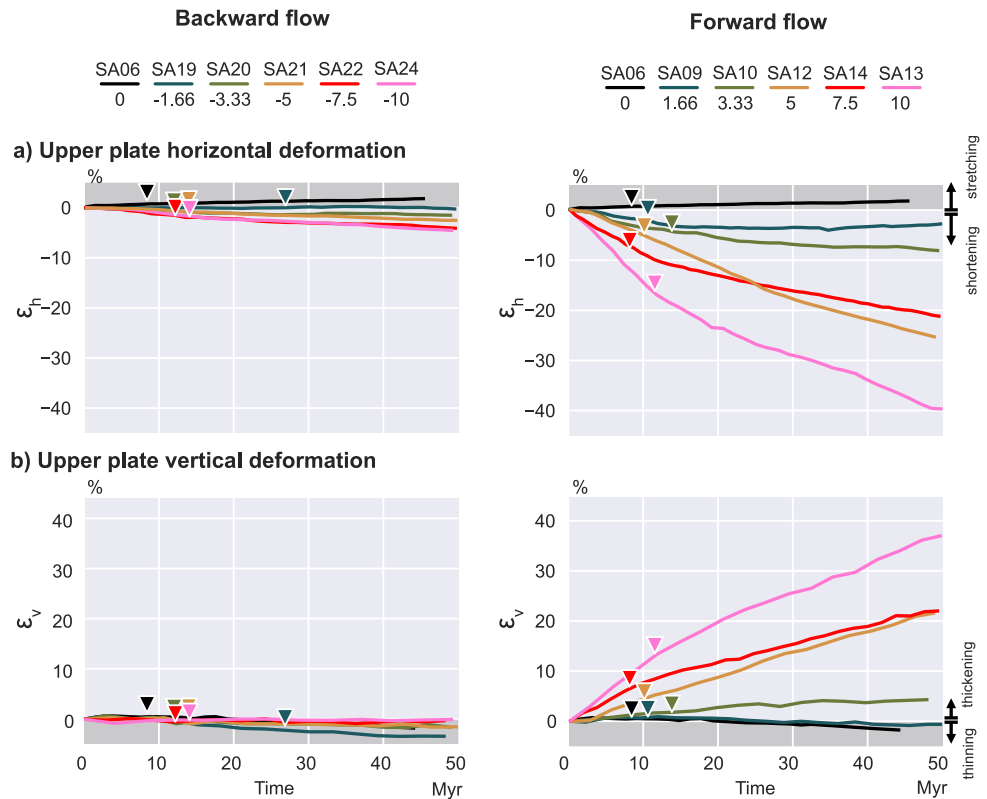 Backward flow
Forward flow
SA06 SA19 SA20 SA21 SA22 SA24
0 -1.66 -3.33 -5 -7.5 -10
SA06 SA09 SA10 SA12 SA14 SA13
0 1.66 3.33 5 7.5 10
a) Upper plate horizontal deformation
%
0
−10
−20
−30
−40
εh
%
0
−10
−20
−30
−40
εh
stretching
shortening
b) Upper plate vertical deformation
%
40
30
20
10
0
εv
0 10 20 30 40 50
Time Myr
%
40
30
20
10
0
εv
thickening
thinning
0 10 20 30 40 50
Time Myr